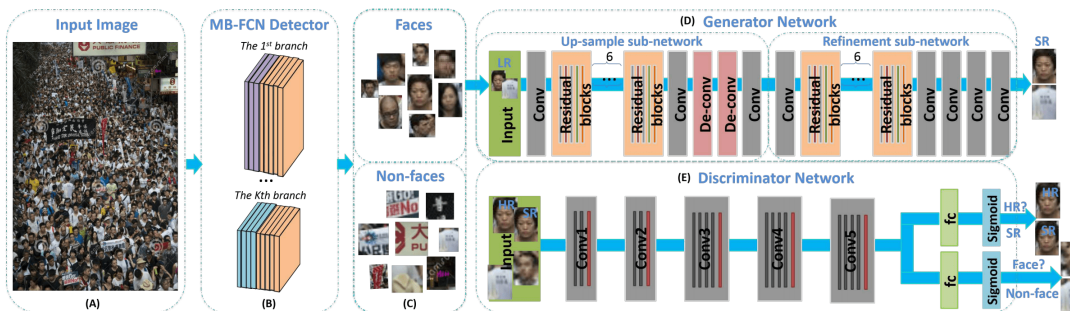 Input Image
PUBLIC FINANCE
(A)
MB-FCN Detector
The 1st branch
...
The Kth branch
(B)
Faces
Non-faces
No
大
PUBL
(C)
(D) Generator Network
Up-sample sub-network
Refinement sub-network
LR
Input
Conv
Residual blocks
6
...
Residual blocks
Conv
De-conv
De-conv
Conv
Conv
Residual blocks
6
...
Residual blocks
Conv
Conv
Conv
Conv
SR
(E) Discriminator Network
HR
SR
Input
Conv1
Conv2
Conv3
Conv4
Conv5
fc
Sigmoid
HR?
SR
HR
SR
fc
Sigmoid
Face?
Non-face